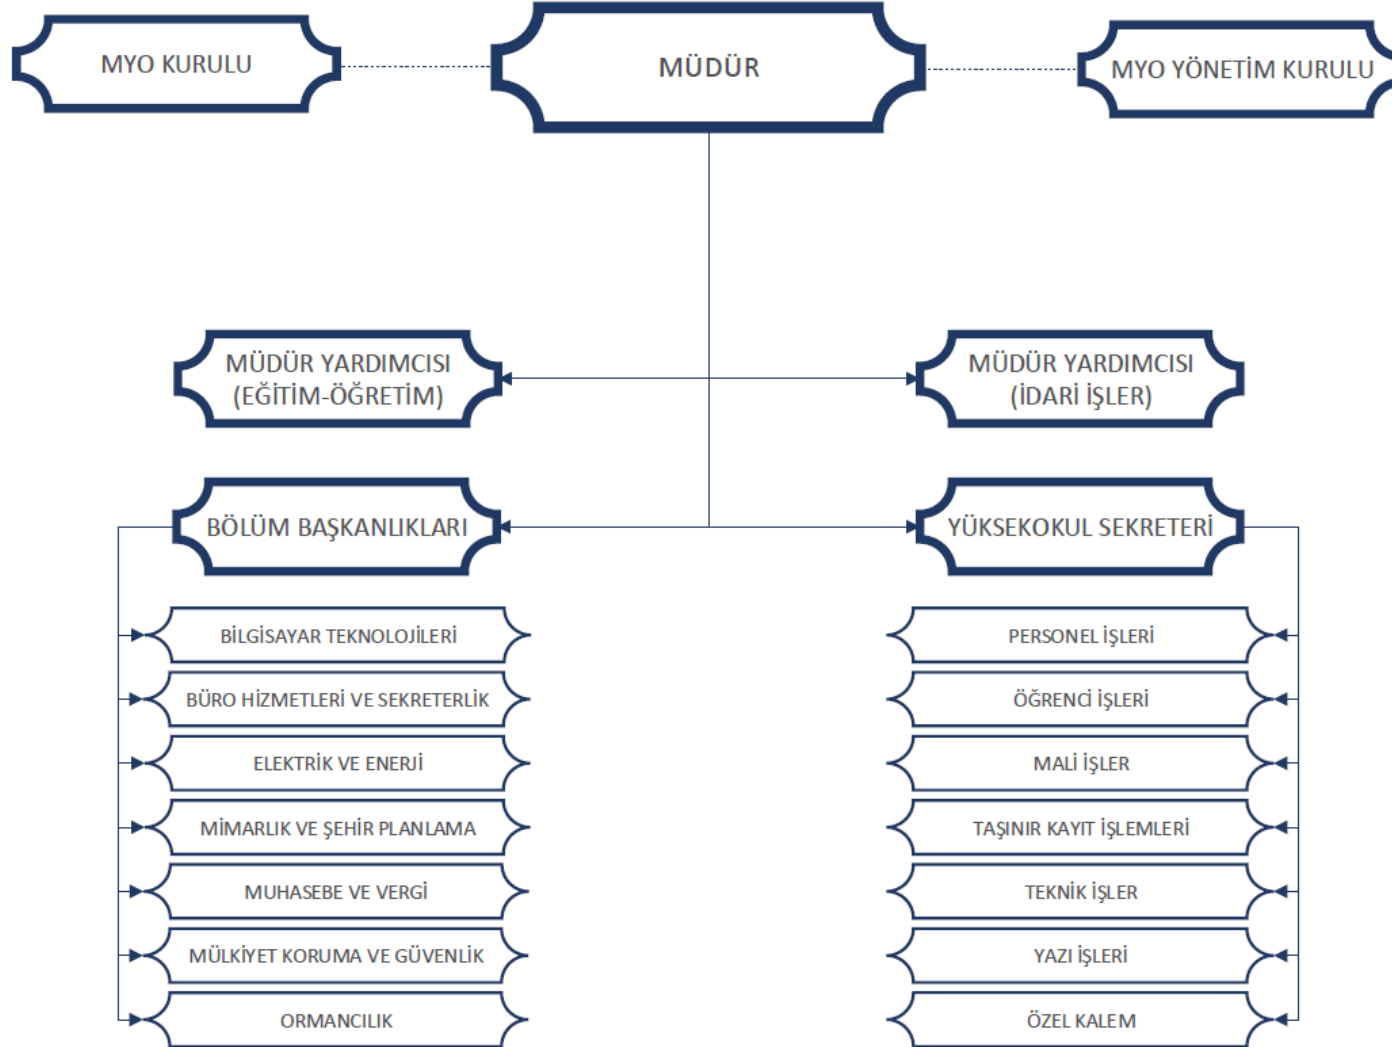 MYO KURULU
MÜDÜR
MYO YÖNETİM KURULU
MÜDÜR YARDIMCISI
(EĞİTİM-ÖĞRETİM)
MÜDÜR YARDIMCISI
(İDARİ İŞLER)
BÖLÜM BAŞKANLIKLARI
YÜKSEKOKUL SEKRETERİ
BİLGİSAYAR TEKNOLOJİLERİ
BÜRO HİZMETLERİ VE SEKRETERLİK
ELEKTRİK VE ENERJİ
MİMARLIK VE ŞEHİR PLANLAMA
MUHASEBE VE VERGİ
MÜLKİYET KORUMA VE GÜVENLİK
ORMANCILIK
PERSONEL İŞLERİ
ÖĞRENCİ İŞLERİ
MALİ İŞLER
TAŞINIR KAYIT İŞLEMLERİ
TEKNİK İŞLER
YAZI İŞLERİ
ÖZEL KALEM